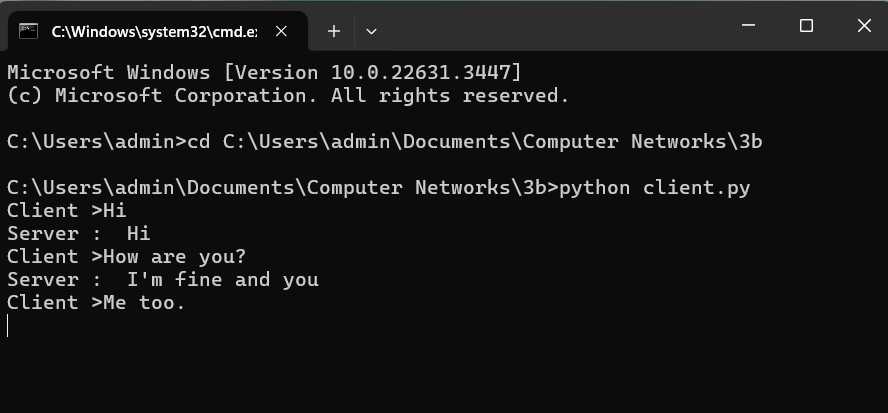 C:\Windows\system32\cmd.e
Microsoft Windows [Version 10.0.22631.3447]
(c) Microsoft Corporation. All rights reserved.
C:\Users\admin>cd C:\Users\admin\Documents\Computer Networks\3b
C:\Users\admin\Documents\Computer Networks\3b>python client.py
Client >Hi
Server :  Hi
Client >How are you?
Server :  I'm fine and you
Client >Me too.